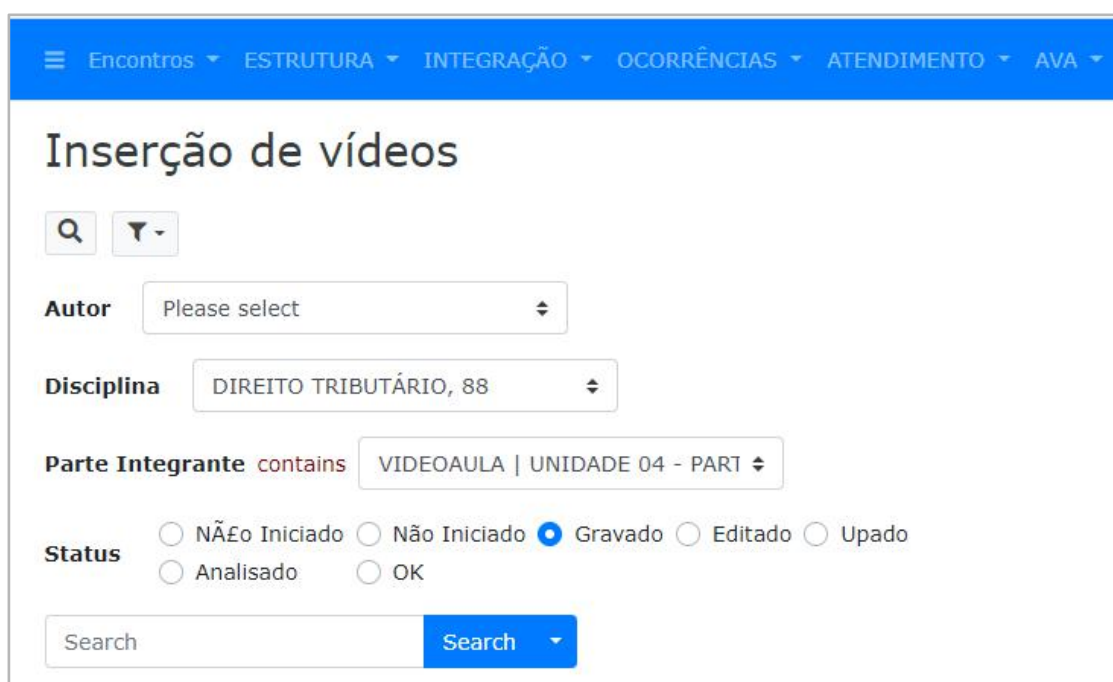 Encontros ESTRUTURA INTEGRAÇÃO OCORRÊNCIAS ATENDIMENTO AVA
Inserção de vídeos
Autor Please select
Disciplina DIREITO TRIBUTÁRIO, 88
Parte Integrante contains VIDEOAULA | UNIDADE 04 - PART
Status NÃ£o Iniciado Não Iniciado Gravado Editado Upado
Analisado OK
Search Search